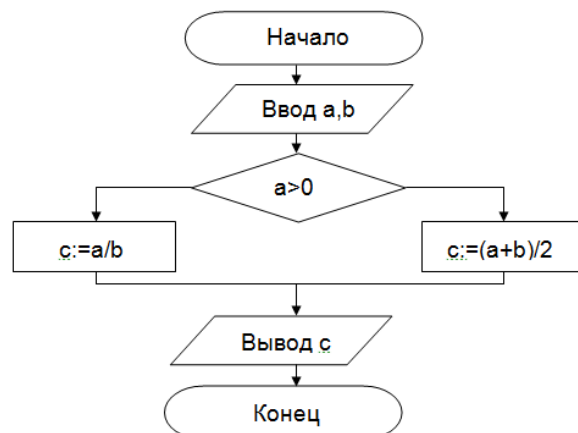 Начало
Ввод a,b
a>0
c:=a/b
c:=(a+b)/2
Вывод c
Конец